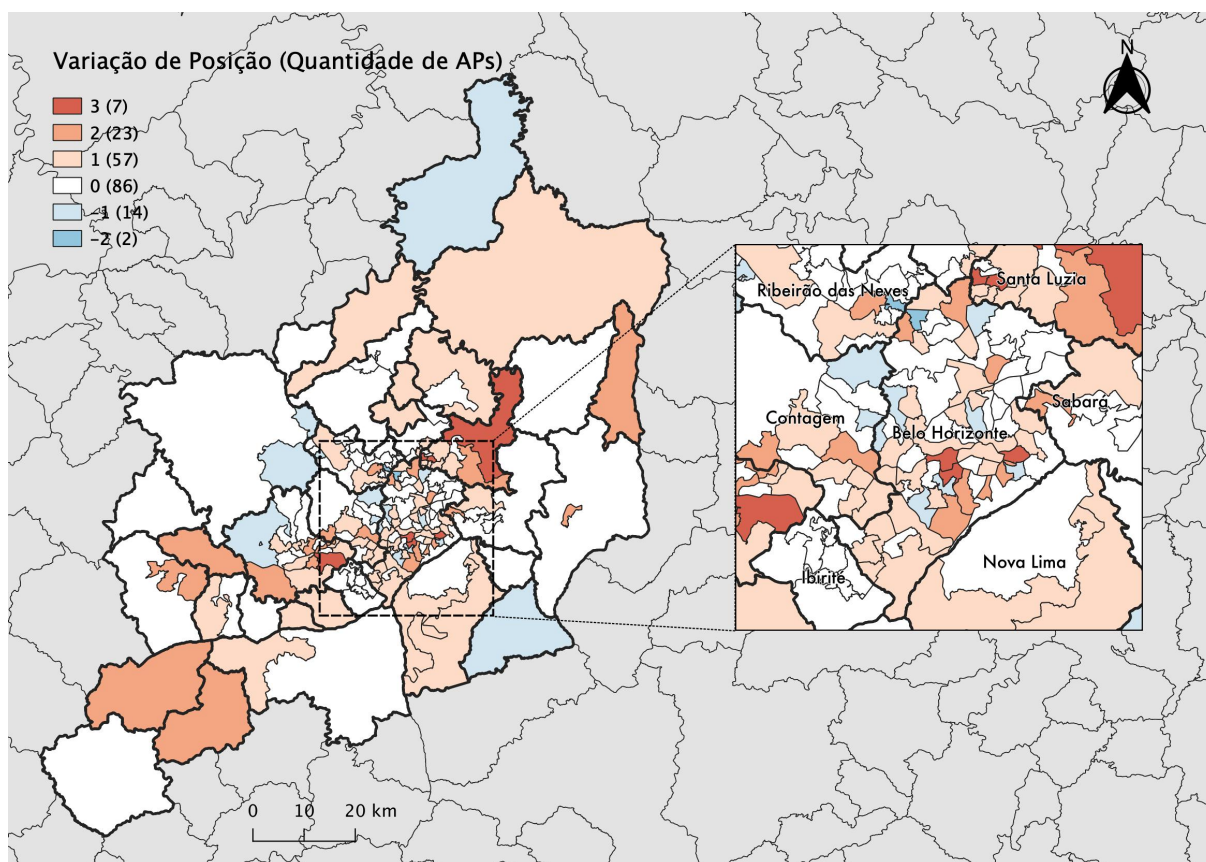 Variação de Posição (Quantidade de APs)
3 (7)
2 (23)
1 (57)
0 (86)
−1 (14)
−2 (2)
N
Santa Luzia
Ribeirão das Neves
Sabará
Contagem
Belo Horizonte
Nova Lima
Ibirité
0 10 20 km